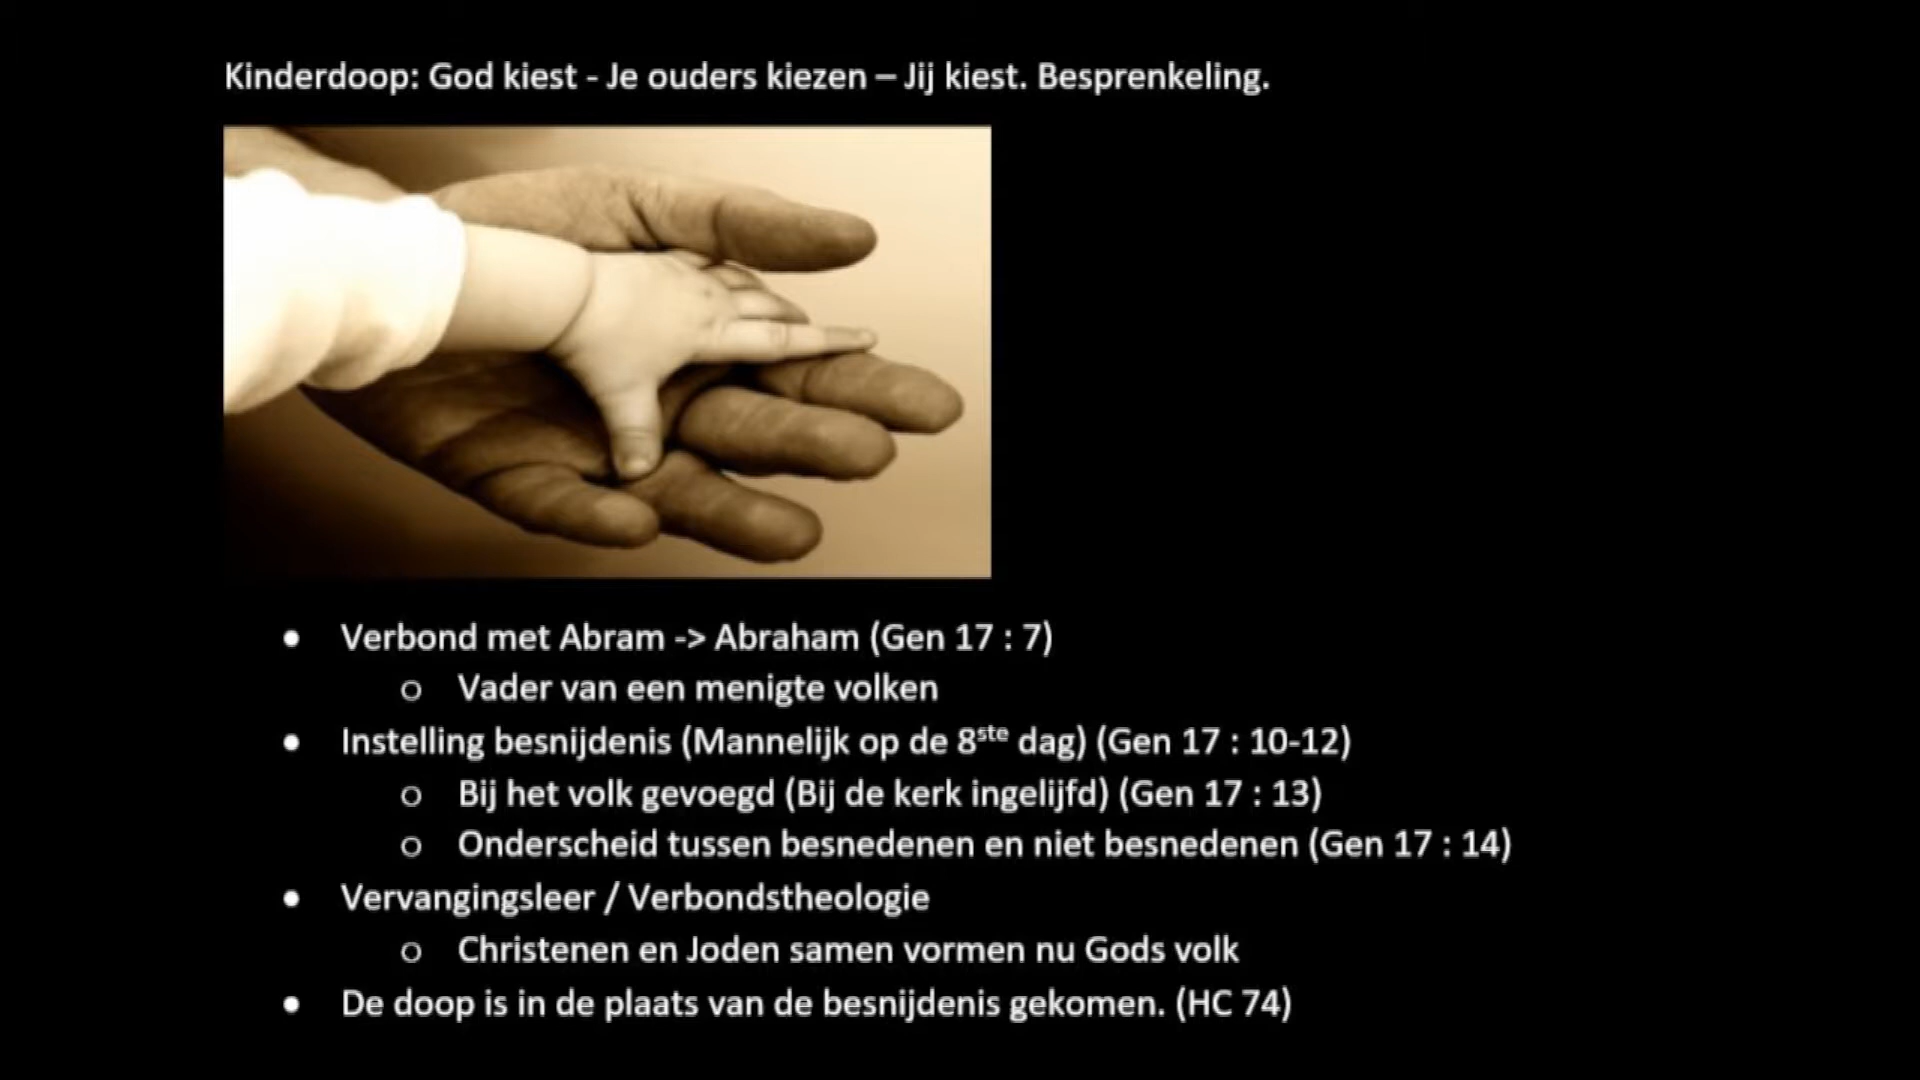 Kinderdoop: God kiest - Je ouders kiezen – Jij kiest. Besprenkeling.
• Verbond met Abram -> Abraham (Gen 17 : 7)
o Vader van een menigte volken
• Instelling besnijdenis (Mannelijk op de 8ste dag) (Gen 17 : 10-12)
o Bij het volk gevoegd (Bij de kerk ingelijfd) (Gen 17 : 13)
o Onderscheid tussen besnedenen en niet besnedenen (Gen 17 : 14)
• Vervangingsleer / Verbondstheologie
o Christenen en Joden samen vormen nu Gods volk
• De doop is in de plaats van de besnijdenis gekomen. (HC 74)